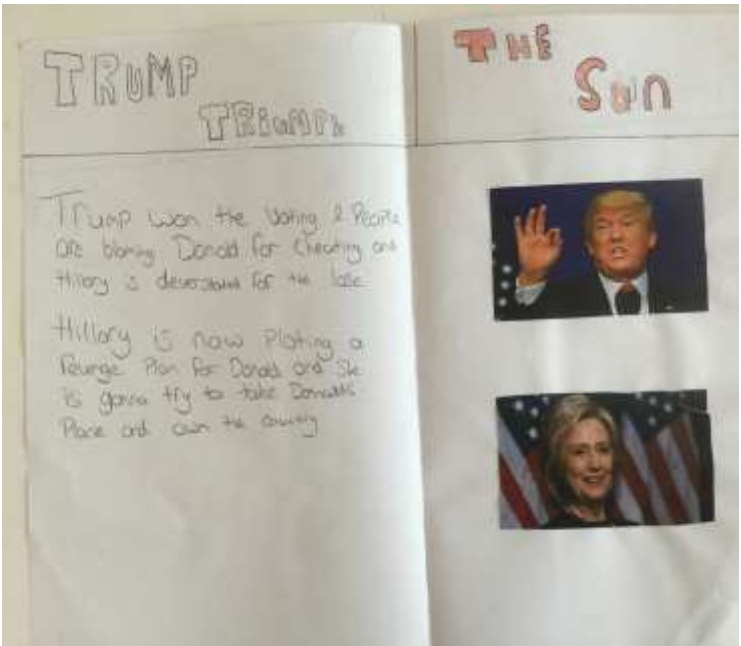 TRUMP
TRiUMPh
Trump won the Voting & People
are blaming Donald for Cheating and
Hillary is deverstated for the lose
Hillary is now Ploting a
Revenge Plan for Donald and She
is gonna try to take Donalds
Place and own the Country
THE
Sun